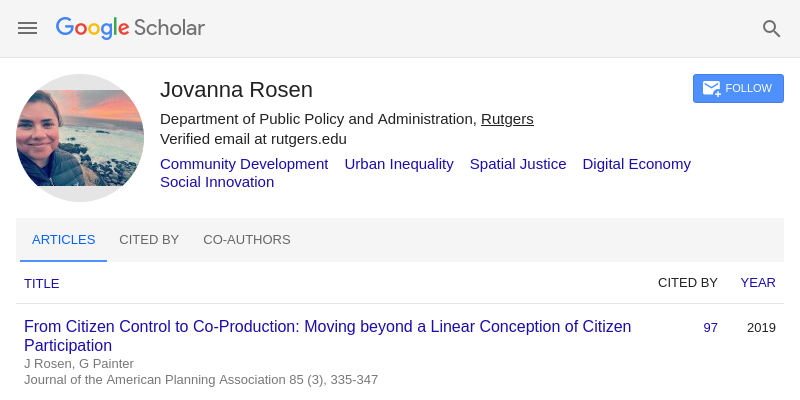 Google Scholar
Jovanna Rosen
FOLLOW
Department of Public Policy and Administration, Rutgers
Verified email at rutgers.edu
Community Development Urban Inequality Spatial Justice Digital Economy
Social Innovation
ARTICLES CITED BY CO-AUTHORS
TITLE CITED BY YEAR
From Citizen Control to Co-Production: Moving beyond a Linear Conception of Citizen 97 2019
Participation
J Rosen, G Painter
Journal of the American Planning Association 85 (3), 335-347